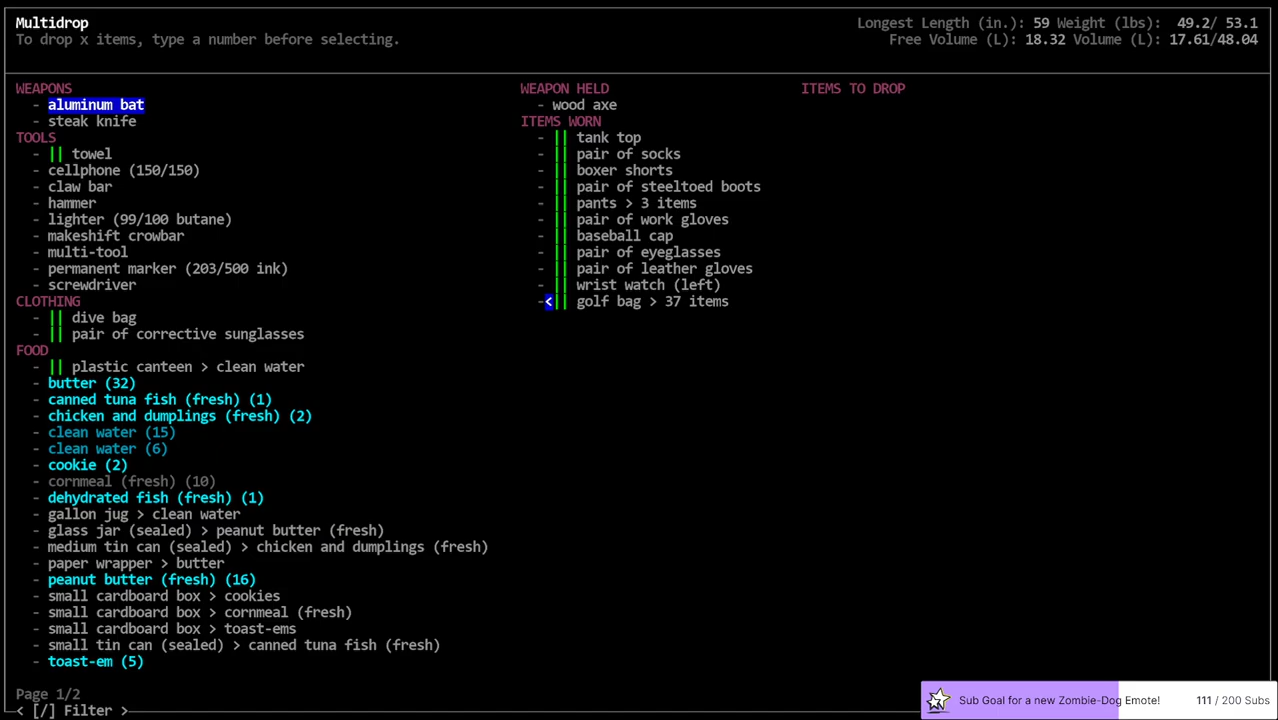 Multidrop
To drop x items, type a number before selecting.
Longest Length (in.): 59 Weight (lbs): 49.2/ 53.1
Free Volume (L): 18.32 Volume (L): 17.61/48.04
WEAPONS
- aluminum bat
- steak knife
TOOLS
- || towel
- cellphone (150/150)
- claw bar
- hammer
- lighter (99/100 butane)
- makeshift crowbar
- multi-tool
- permanent marker (203/500 ink)
- screwdriver
CLOTHING
- || dive bag
- || pair of corrective sunglasses
FOOD
- || plastic canteen > clean water
- butter (32)
- canned tuna fish (fresh) (1)
- chicken and dumplings (fresh) (2)
- clean water (15)
- clean water (6)
- cookie (2)
- cornmeal (fresh) (10)
- dehydrated fish (fresh) (1)
- gallon jug > clean water
- glass jar (sealed) > peanut butter (fresh)
- medium tin can (sealed) > chicken and dumplings (fresh)
- paper wrapper > butter
- peanut butter (fresh) (16)
- small cardboard box > cookies
- small cardboard box > cornmeal (fresh)
- small cardboard box > toast-ems
- small tin can (sealed) > canned tuna fish (fresh)
- toast-em (5)
WEAPON HELD
- wood axe
ITEMS WORN
- || tank top
- || pair of socks
- || boxer shorts
- || pair of steeltoed boots
- || pants > 3 items
- || pair of work gloves
- || baseball cap
- || pair of eyeglasses
- || pair of leather gloves
- || wrist watch (left)
-<|| golf bag > 37 items
ITEMS TO DROP
Page 1/2
< [/] Filter >
Sub Goal for a new Zombie-Dog Emote! 111 / 200 Subs